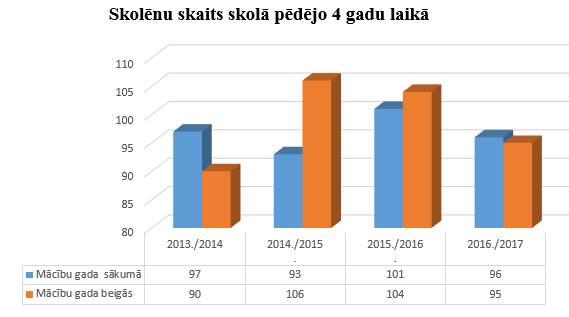 Skolēnu skaits skolā pēdējo 4 gadu laikā
110
105
100
95
90
85
80
2013./2014 2014./2015 . 2015./2016 . 2016./2017
Mācību gada sākumā 97 93 101 96
Mācību gada beigās 90 106 104 95